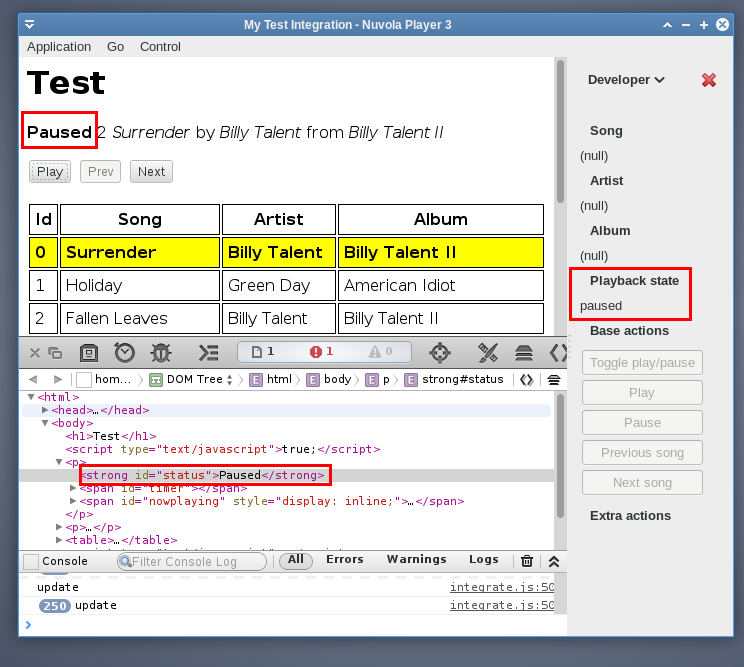 My Test Integration - Nuvola Player 3
Application Go Control
Test
Paused 2 Surrender by Billy Talent from Billy Talent II
Play Prev Next
Id Song Artist Album
0 Surrender Billy Talent Billy Talent II
1 Holiday Green Day American Idiot
2 Fallen Leaves Billy Talent Billy Talent II
1 1 0
hom... DOM Tree E html E body E p E strong#status
<html>
<head>…</head>
<body>
<h1>Test</h1>
<script type="text/javascript">true;</script>
<p>
<strong id="status">Paused</strong>
<span id="timer"></span>
<span id="nowplaying" style="display: inline;">…</span>
</p>
<p>…</p>
<table>…</table>
Console Filter Console Log All Errors Warnings Logs
update integrate.js:50
250 update integrate.js:50
Developer
Song
(null)
Artist
(null)
Album
(null)
Playback state
paused
Base actions
Toggle play/pause
Play
Pause
Previous song
Next song
Extra actions